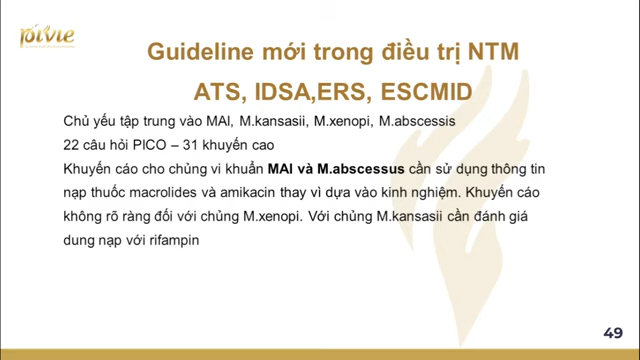 pivie
Guideline mới trong điều trị NTM
ATS, IDSA,ERS, ESCMID
Chủ yếu tập trung vào MAI, M.kansasii, M.xenopi, M.abscessis
22 câu hỏi PICO – 31 khuyến cao
Khuyến cáo cho chủng vi khuẩn MAI và M.abscessus cần sử dụng thông tin
nạp thuốc macrolides và amikacin thay vì dựa vào kinh nghiệm. Khuyến cáo
không rõ ràng đối với chủng M.xenopi. Với chủng M.kansasii cần đánh giá
dung nạp với rifampin
49